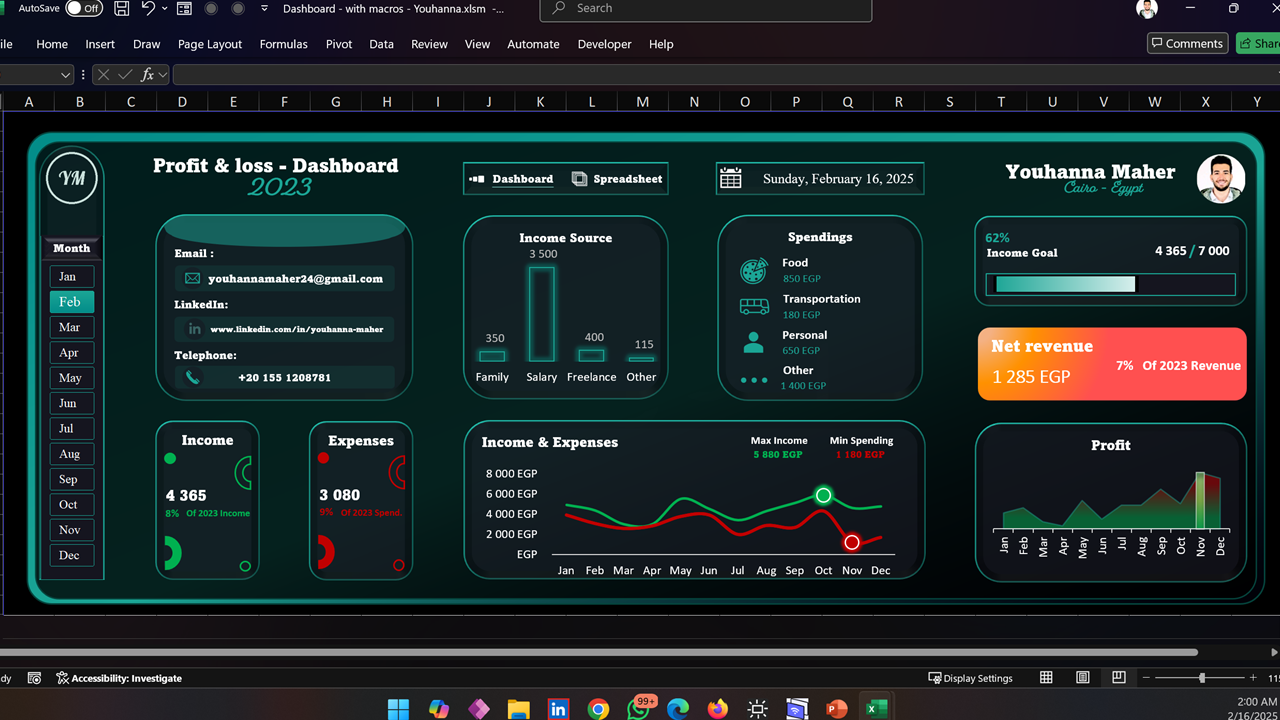 AutoSave Off
Dashboard - with macros - Youhanna.xlsm -...
Search
ile Home Insert Draw Page Layout Formulas Pivot Data Review View Automate Developer Help
Comments
Share
fx
A B C D E F G H I J K L M N O P Q R S T U V W X Y
YM
Profit & loss - Dashboard
2023
Dashboard
Spreadsheet
Sunday, February 16, 2025
Youhanna Maher
Cairo - Egypt
Month
Jan
Feb
Mar
Apr
May
Jun
Jul
Aug
Sep
Oct
Nov
Dec
Email :
youhannamaher24@gmail.com
LinkedIn:
in
www.linkedin.com/in/youhanna-maher
Telephone:
+20 155 1208781
Income Source
3 500
350
400
115
Family Salary Freelance Other
Spendings
Food
850 EGP
Transportation
180 EGP
Personal
650 EGP
Other
1 400 EGP
62%
Income Goal
4 365 / 7 000
Net revenue
1 285 EGP
7% Of 2023 Revenue
Income
4 365
8% Of 2023 Income
Expenses
3 080
9% Of 2023 Spend.
Income & Expenses
Max Income
5 880 EGP
Min Spending
1 180 EGP
8 000 EGP
6 000 EGP
4 000 EGP
2 000 EGP
EGP
Jan Feb Mar Apr May Jun Jul Aug Sep Oct Nov Dec
Profit
Jan Feb Mar Apr May Jun Jul Aug Sep Oct Nov Dec
dy
Accessibility: Investigate
Display Settings
115
99+
in
2:00 AM
2/16/2025